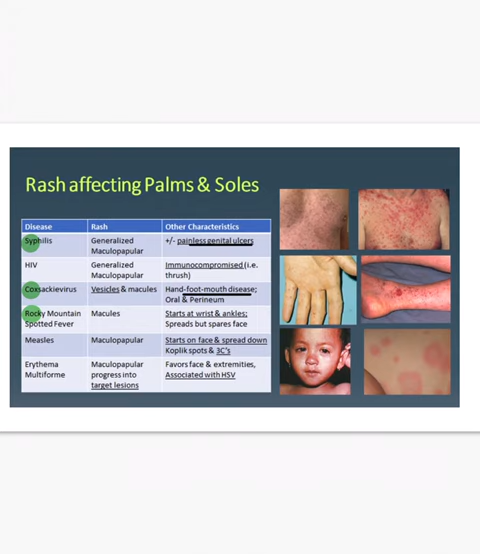 Rash affecting Palms & Soles
Disease Rash Other Characteristics
Syphilis Generalized Maculopapular +/- painless genital ulcers
HIV Generalized Maculopapular Immunocompromised (i.e. thrush)
Coxsackievirus Vesicles & macules Hand-foot-mouth disease; Oral & Perineum
Rocky Mountain Spotted Fever Macules Starts at wrist & ankles; Spreads but spares face
Measles Maculopapular Starts on face & spread down Koplik spots & 3C's
Erythema Multiforme Maculopapular progress into target lesions Favors face & extremities, Associated with HSV